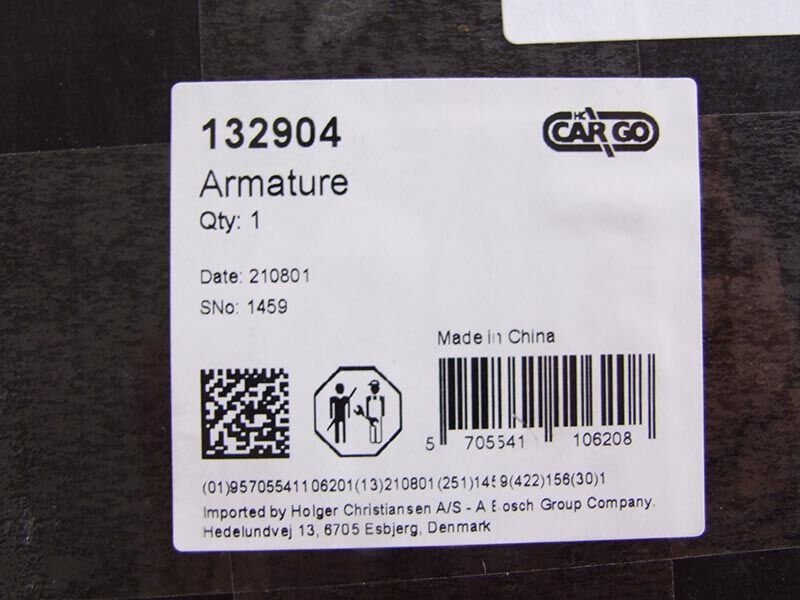 132904
HC
CARGO
Armature
Qty: 1
Date: 210801
SNo: 1459
Made in China
5 705541 106208
(01)95705541106201(13)210801(251)1459(422)156(30)1
Imported by Holger Christiansen A/S - A Bosch Group Company.
Hedelundvej 13, 6705 Esbjerg, Denmark